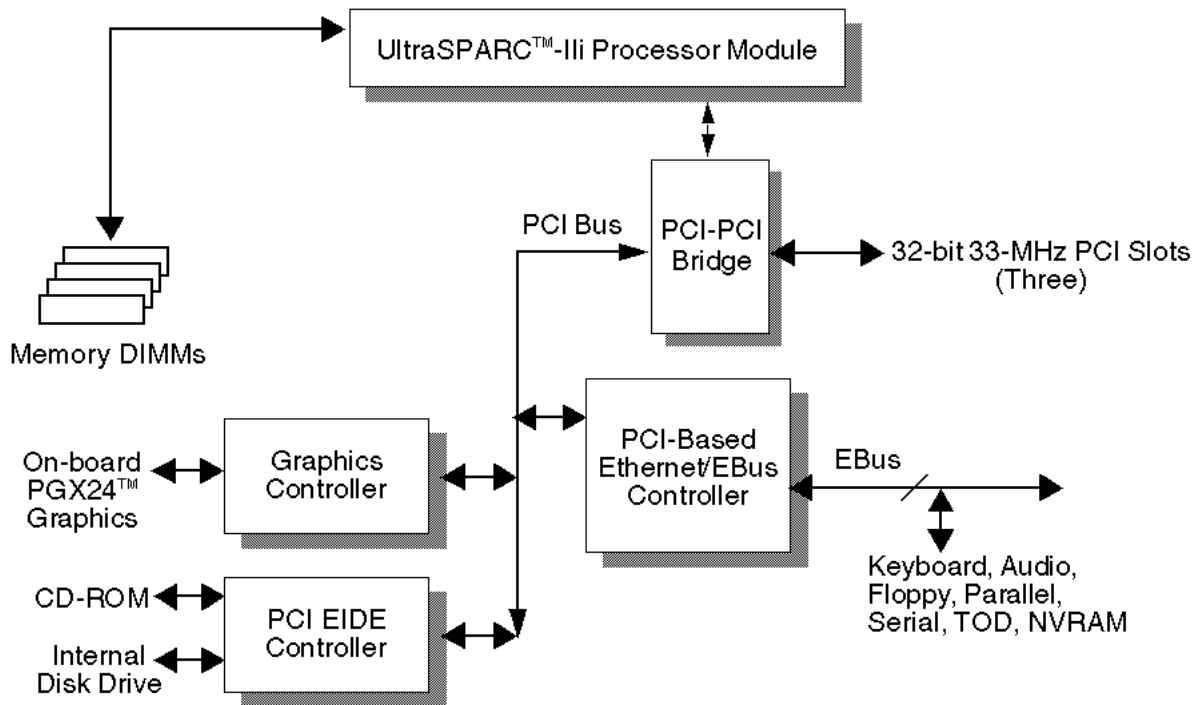 UltraSPARC™-IIi Processor Module
PCI Bus
PCI-PCI
Bridge
32-bit 33-MHz PCI Slots
(Three)
Memory DIMMs
On-board
PGX24™
Graphics
Graphics
Controller
PCI-Based
Ethernet/EBus
Controller
EBus
Keyboard, Audio,
Floppy, Parallel,
Serial, TOD, NVRAM
CD-ROM
Internal
Disk Drive
PCI EIDE
Controller